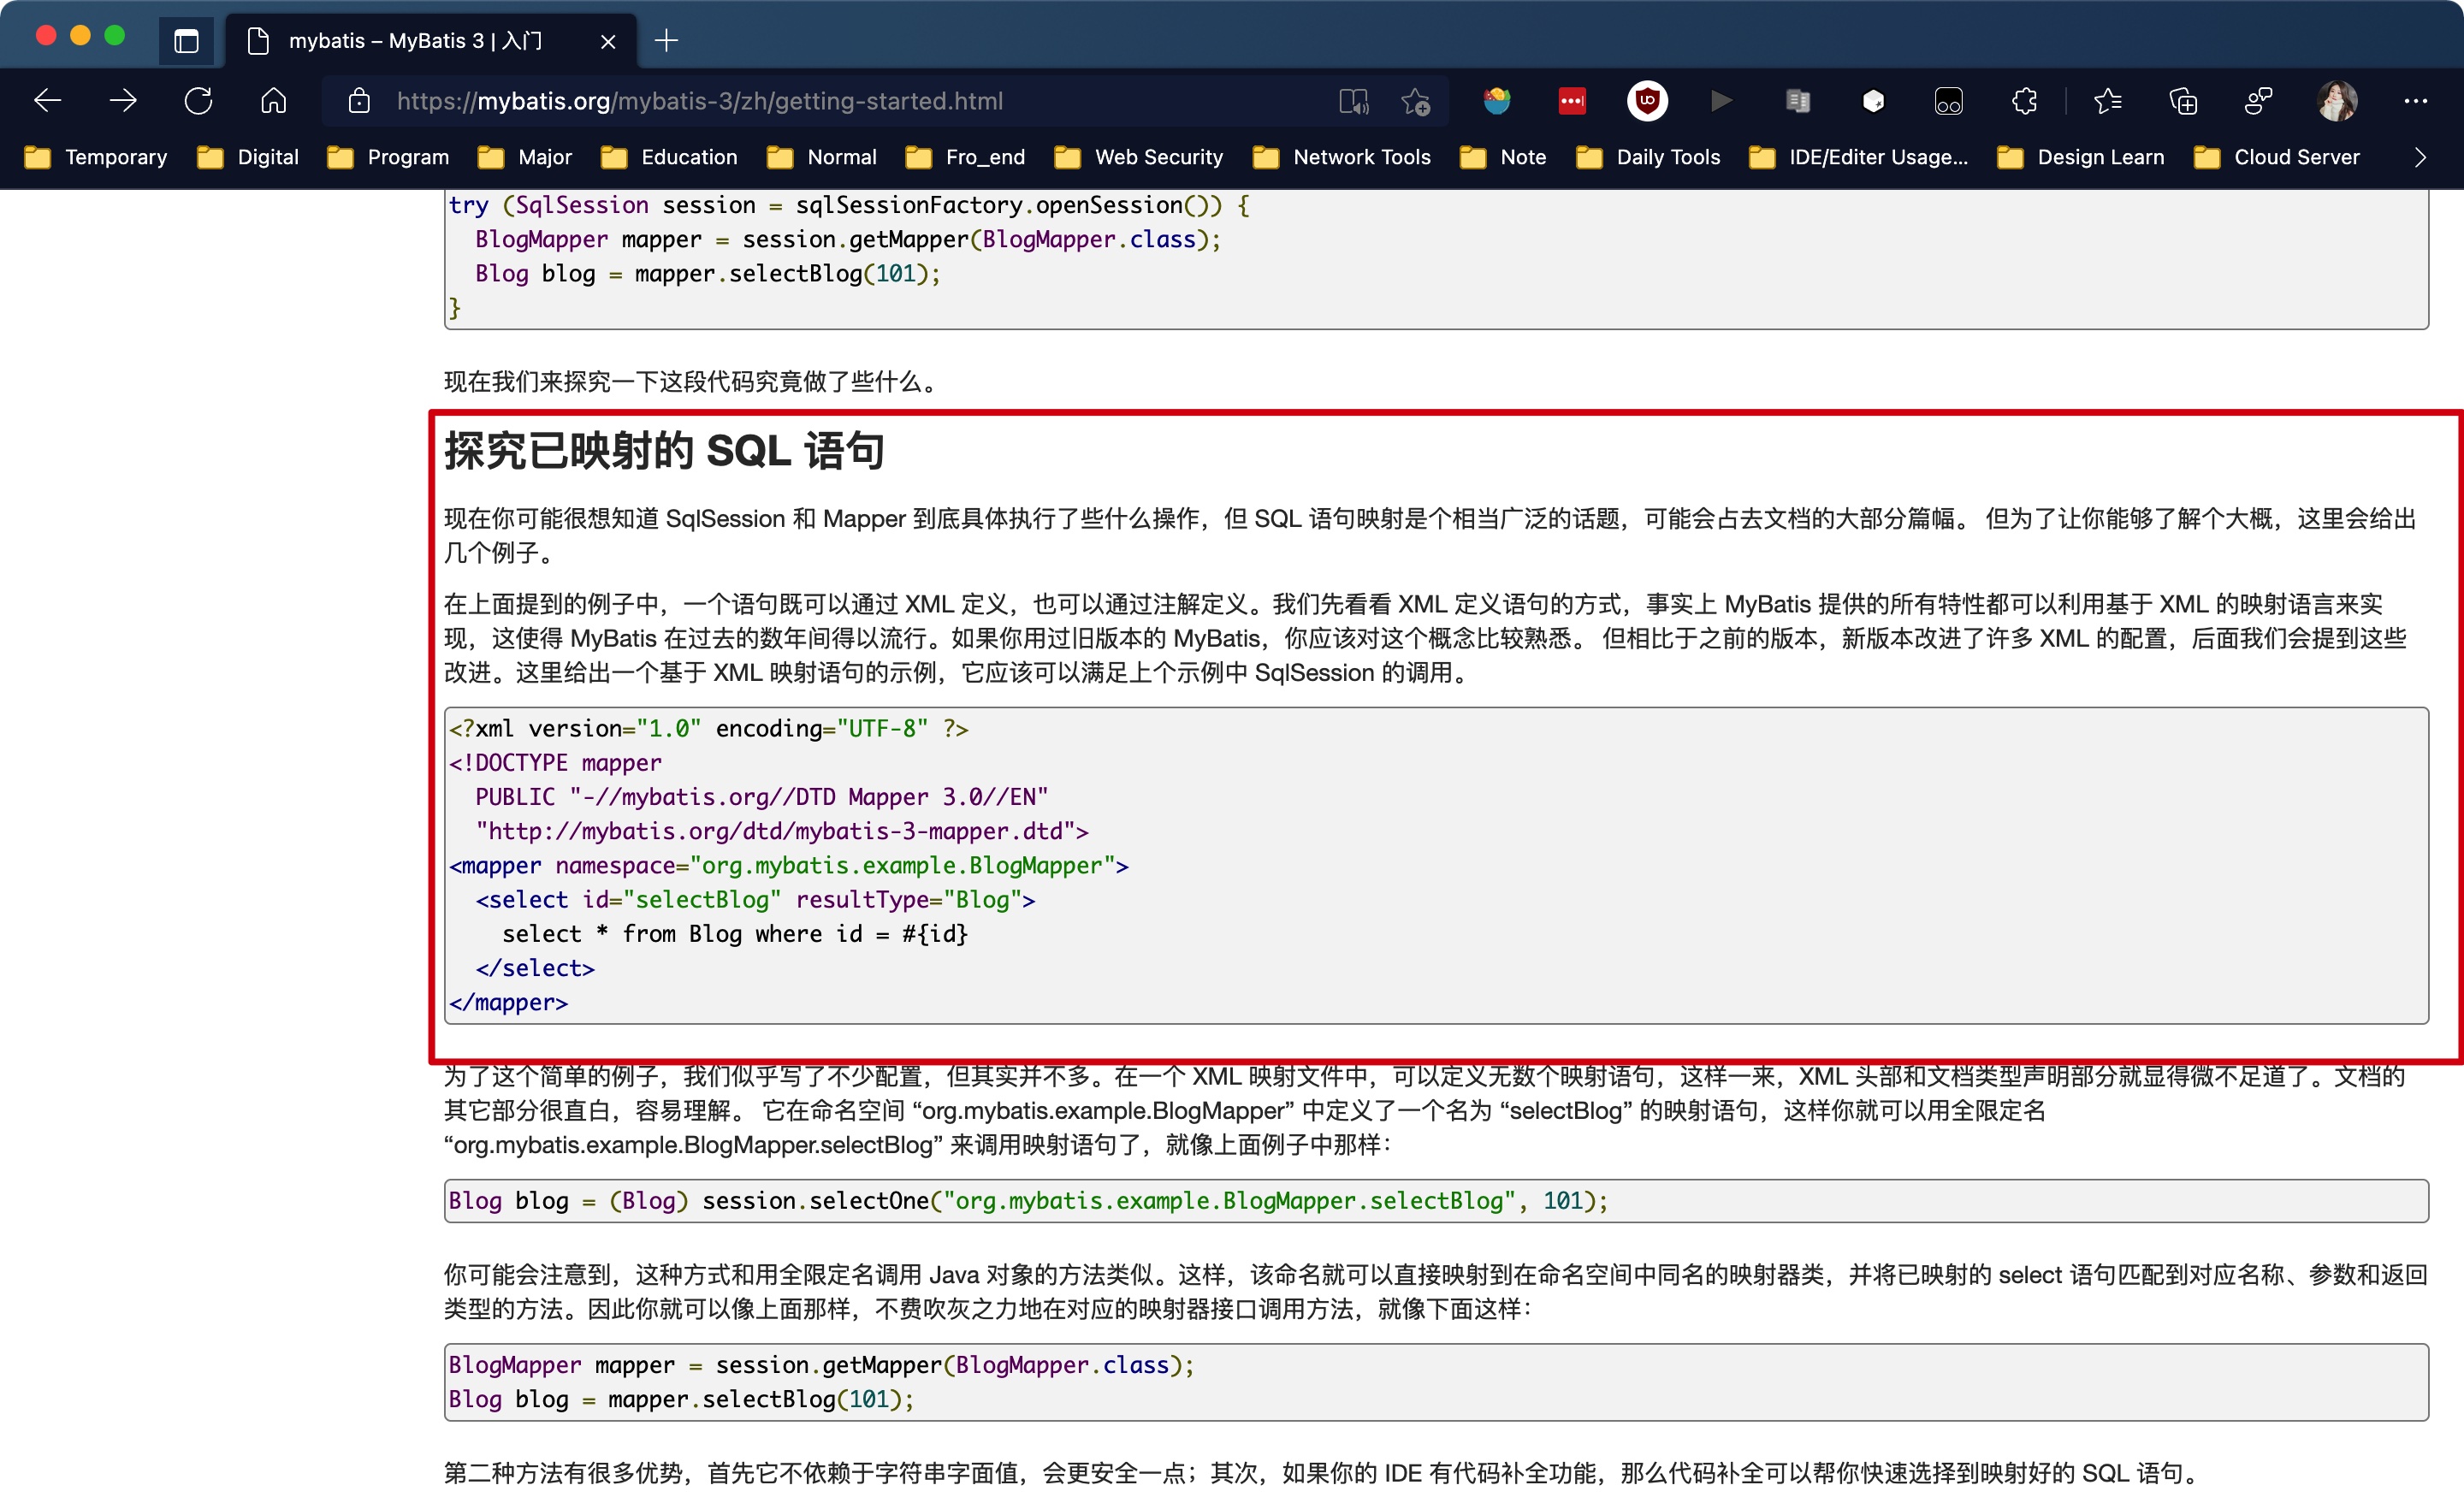 mybatis – MyBatis 3 | 入门
https://mybatis.org/mybatis-3/zh/getting-started.html
Temporary Digital Program Major Education Normal Fro_end Web Security Network Tools Note Daily Tools IDE/Editer Usage... Design Learn Cloud Server
try (SqlSession session = sqlSessionFactory.openSession()) {
  BlogMapper mapper = session.getMapper(BlogMapper.class);
  Blog blog = mapper.selectBlog(101);
}
现在我们来探究一下这段代码究竟做了些什么。
探究已映射的 SQL 语句
现在你可能很想知道 SqlSession 和 Mapper 到底具体执行了些什么操作，但 SQL 语句映射是个相当广泛的话题，可能会占去文档的大部分篇幅。 但为了让你能够了解个大概，这里会给出
几个例子。
在上面提到的例子中，一个语句既可以通过 XML 定义，也可以通过注解定义。我们先看看 XML 定义语句的方式，事实上 MyBatis 提供的所有特性都可以利用基于 XML 的映射语言来实
现，这使得 MyBatis 在过去的数年间得以流行。如果你用过旧版本的 MyBatis，你应该对这个概念比较熟悉。 但相比于之前的版本，新版本改进了许多 XML 的配置，后面我们会提到这些
改进。这里给出一个基于 XML 映射语句的示例，它应该可以满足上个示例中 SqlSession 的调用。
<?xml version="1.0" encoding="UTF-8" ?>
<!DOCTYPE mapper
  PUBLIC "-//mybatis.org//DTD Mapper 3.0//EN"
  "http://mybatis.org/dtd/mybatis-3-mapper.dtd">
<mapper namespace="org.mybatis.example.BlogMapper">
  <select id="selectBlog" resultType="Blog">
    select * from Blog where id = #{id}
  </select>
</mapper>
为了这个简单的例子，我们似乎写了不少配置，但其实并不多。在一个 XML 映射文件中，可以定义无数个映射语句，这样一来，XML 头部和文档类型声明部分就显得微不足道了。文档的
其它部分很直白，容易理解。 它在命名空间 “org.mybatis.example.BlogMapper” 中定义了一个名为 “selectBlog” 的映射语句，这样你就可以用全限定名
“org.mybatis.example.BlogMapper.selectBlog” 来调用映射语句了，就像上面例子中那样：
Blog blog = (Blog) session.selectOne("org.mybatis.example.BlogMapper.selectBlog", 101);
你可能会注意到，这种方式和用全限定名调用 Java 对象的方法类似。这样，该命名就可以直接映射到在命名空间中同名的映射器类，并将已映射的 select 语句匹配到对应名称、参数和返回
类型的方法。因此你就可以像上面那样，不费吹灰之力地在对应的映射器接口调用方法，就像下面这样：
BlogMapper mapper = session.getMapper(BlogMapper.class);
Blog blog = mapper.selectBlog(101);
第二种方法有很多优势，首先它不依赖于字符串字面值，会更安全一点；其次，如果你的 IDE 有代码补全功能，那么代码补全可以帮你快速选择到映射好的 SQL 语句。